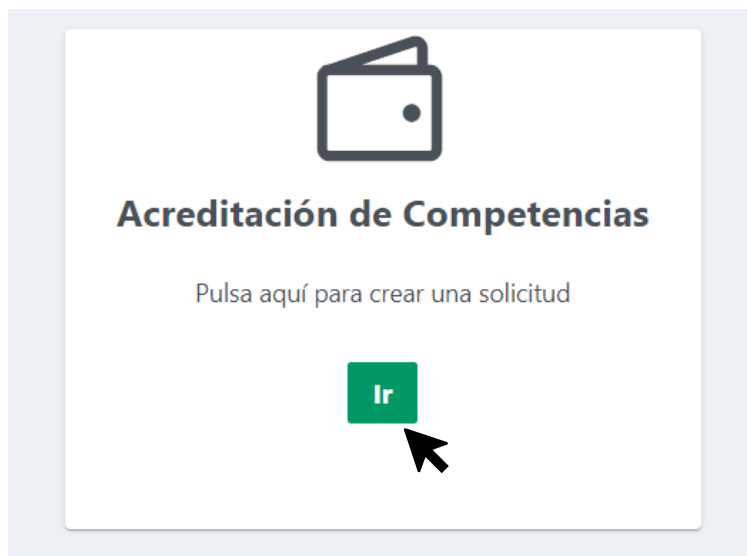 Acreditación de Competencias
Pulsa aquí para crear una solicitud
Ir